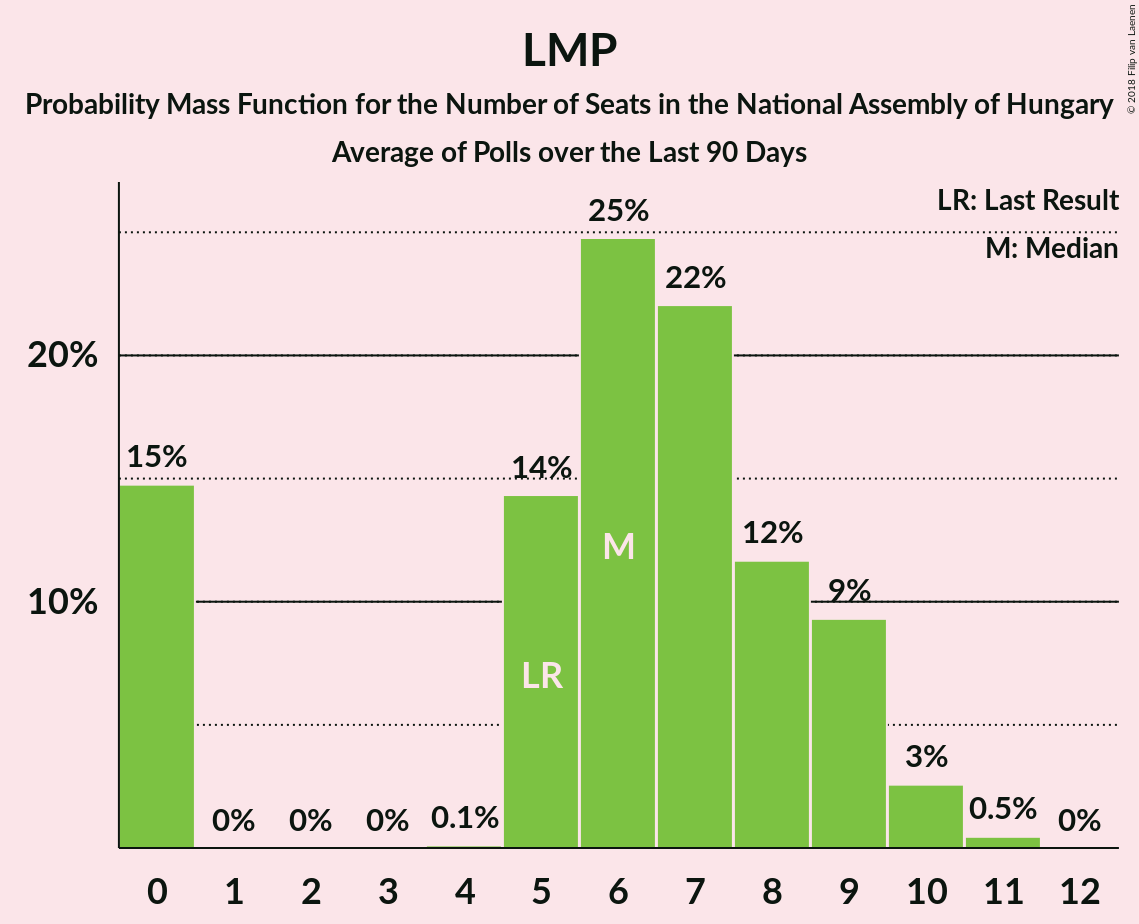 LMP
Probability Mass Function for the Number of Seats in the National Assembly of Hungary
Average of Polls over the Last 90 Days
© 2018 Filip van Laenen
LR: Last Result
M: Median
25%
22%
20%
15%
14%
12%
M
9%
10%
LR
3%
0% 0% 0% 0.1% 0.5% 0%
0 1 2 3 4 5 6 7 8 9 10 11 12